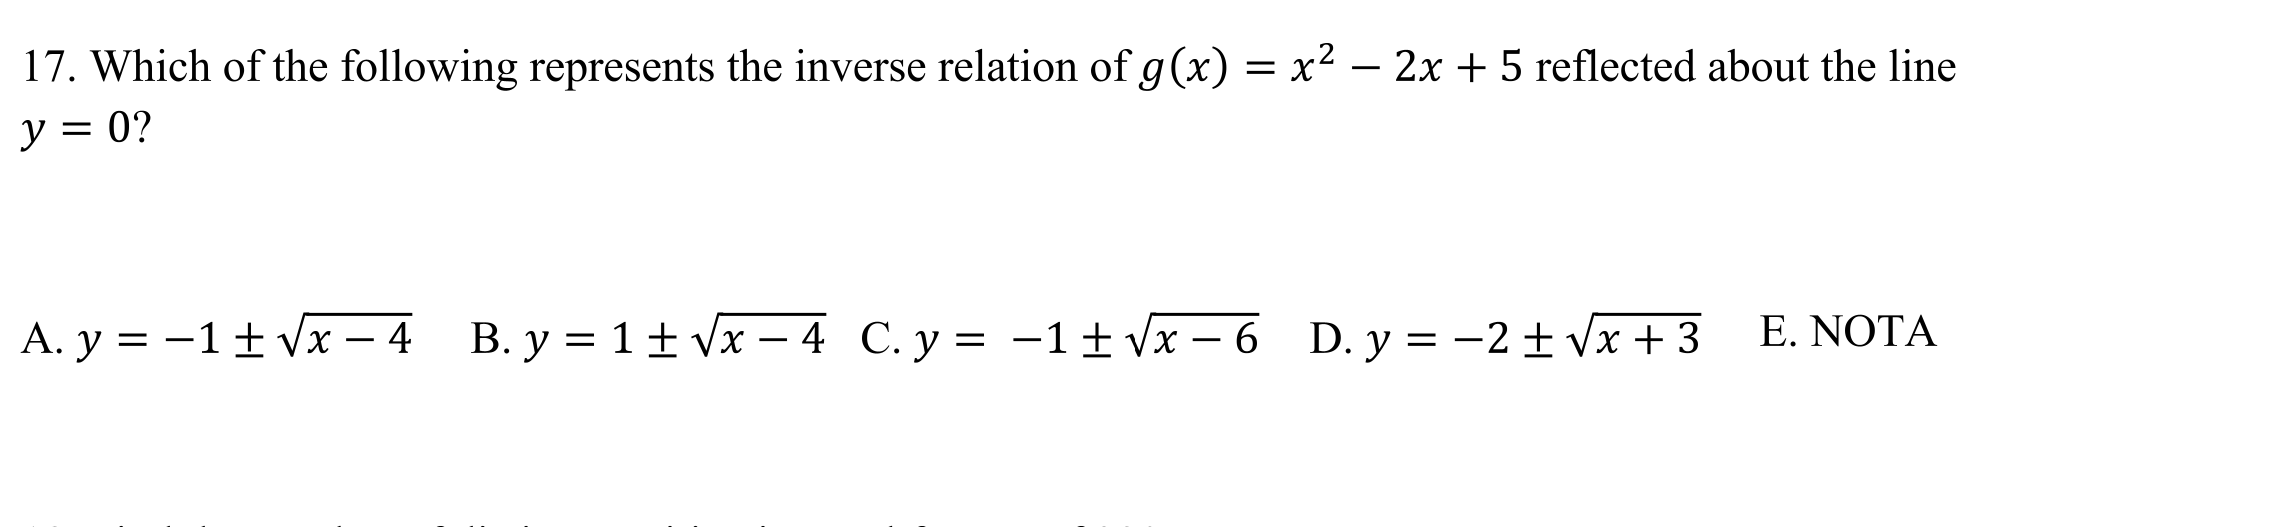 17. Which of the following represents the inverse relation of g(x) = x² − 2x + 5 reflected about the line
y = 0?
A. y = −1 ± √(x − 4) B. y = 1 ± √(x − 4) C. y = −1 ± √(x − 6) D. y = −2 ± √(x + 3) E. NOTA